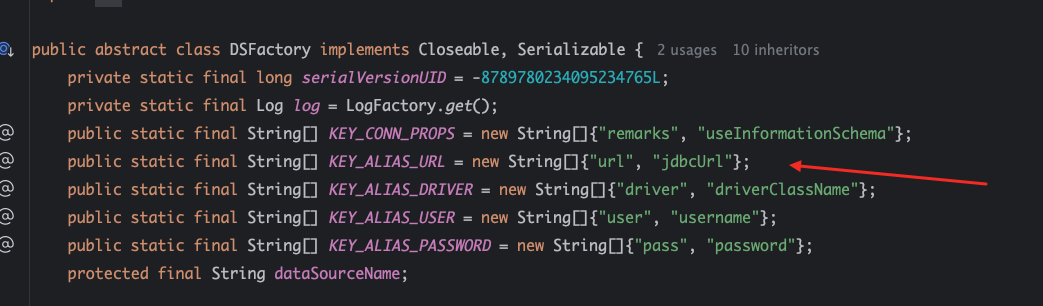 public abstract class DSFactory implements Closeable, Serializable { 2 usages 10 inheritors
private static final long serialVersionUID = -8789780234095234765L;
private static final Log log = LogFactory.get();
public static final String[] KEY_CONN_PROPS = new String[]{"remarks", "useInformationSchema"};
public static final String[] KEY_ALIAS_URL = new String[]{"url", "jdbcUrl"};
public static final String[] KEY_ALIAS_DRIVER = new String[]{"driver", "driverClassName"};
public static final String[] KEY_ALIAS_USER = new String[]{"user", "username"};
public static final String[] KEY_ALIAS_PASSWORD = new String[]{"pass", "password"};
protected final String dataSourceName;